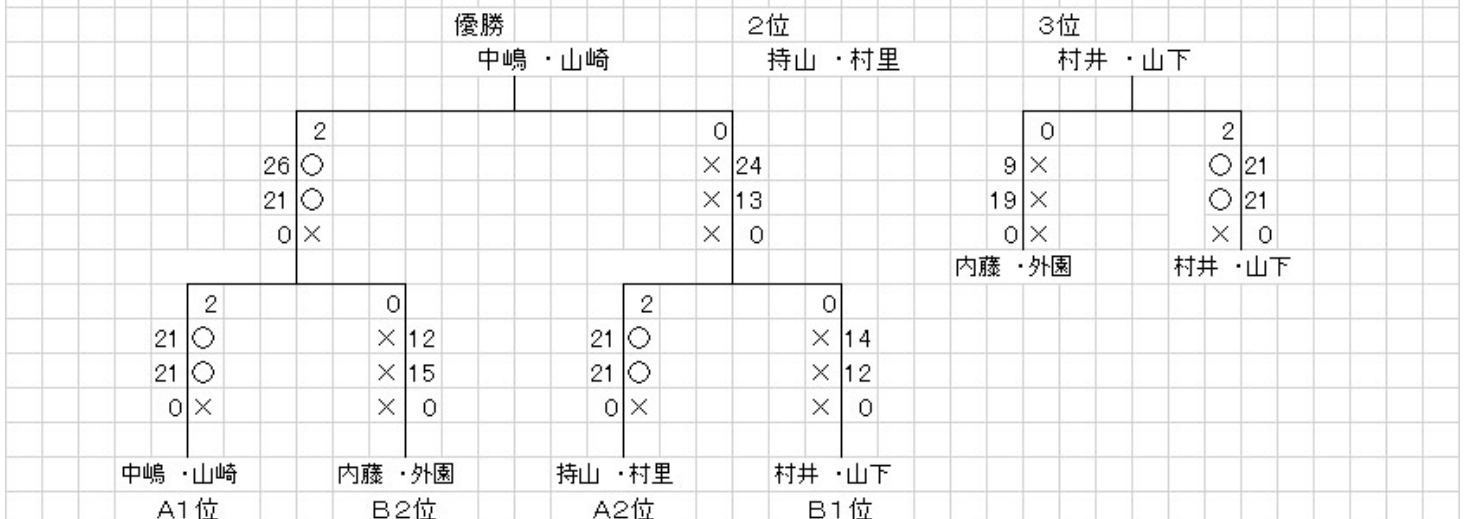 優勝 2位 3位
中嶋 ・山崎 持山 ・村里 村井 ・山下
2 0 0 2
26 ○ × 24 9 × ○ 21
21 ○ × 13 19 × ○ 21
0 × × 0 0 × × 0
内藤 ・外園 村井 ・山下
2 0 2 0
21 ○ × 12 21 ○ × 14
21 ○ × 15 21 ○ × 12
0 × × 0 0 × × 0
中嶋 ・山崎 内藤 ・外園 持山 ・村里 村井 ・山下
A1位 B2位 A2位 B1位